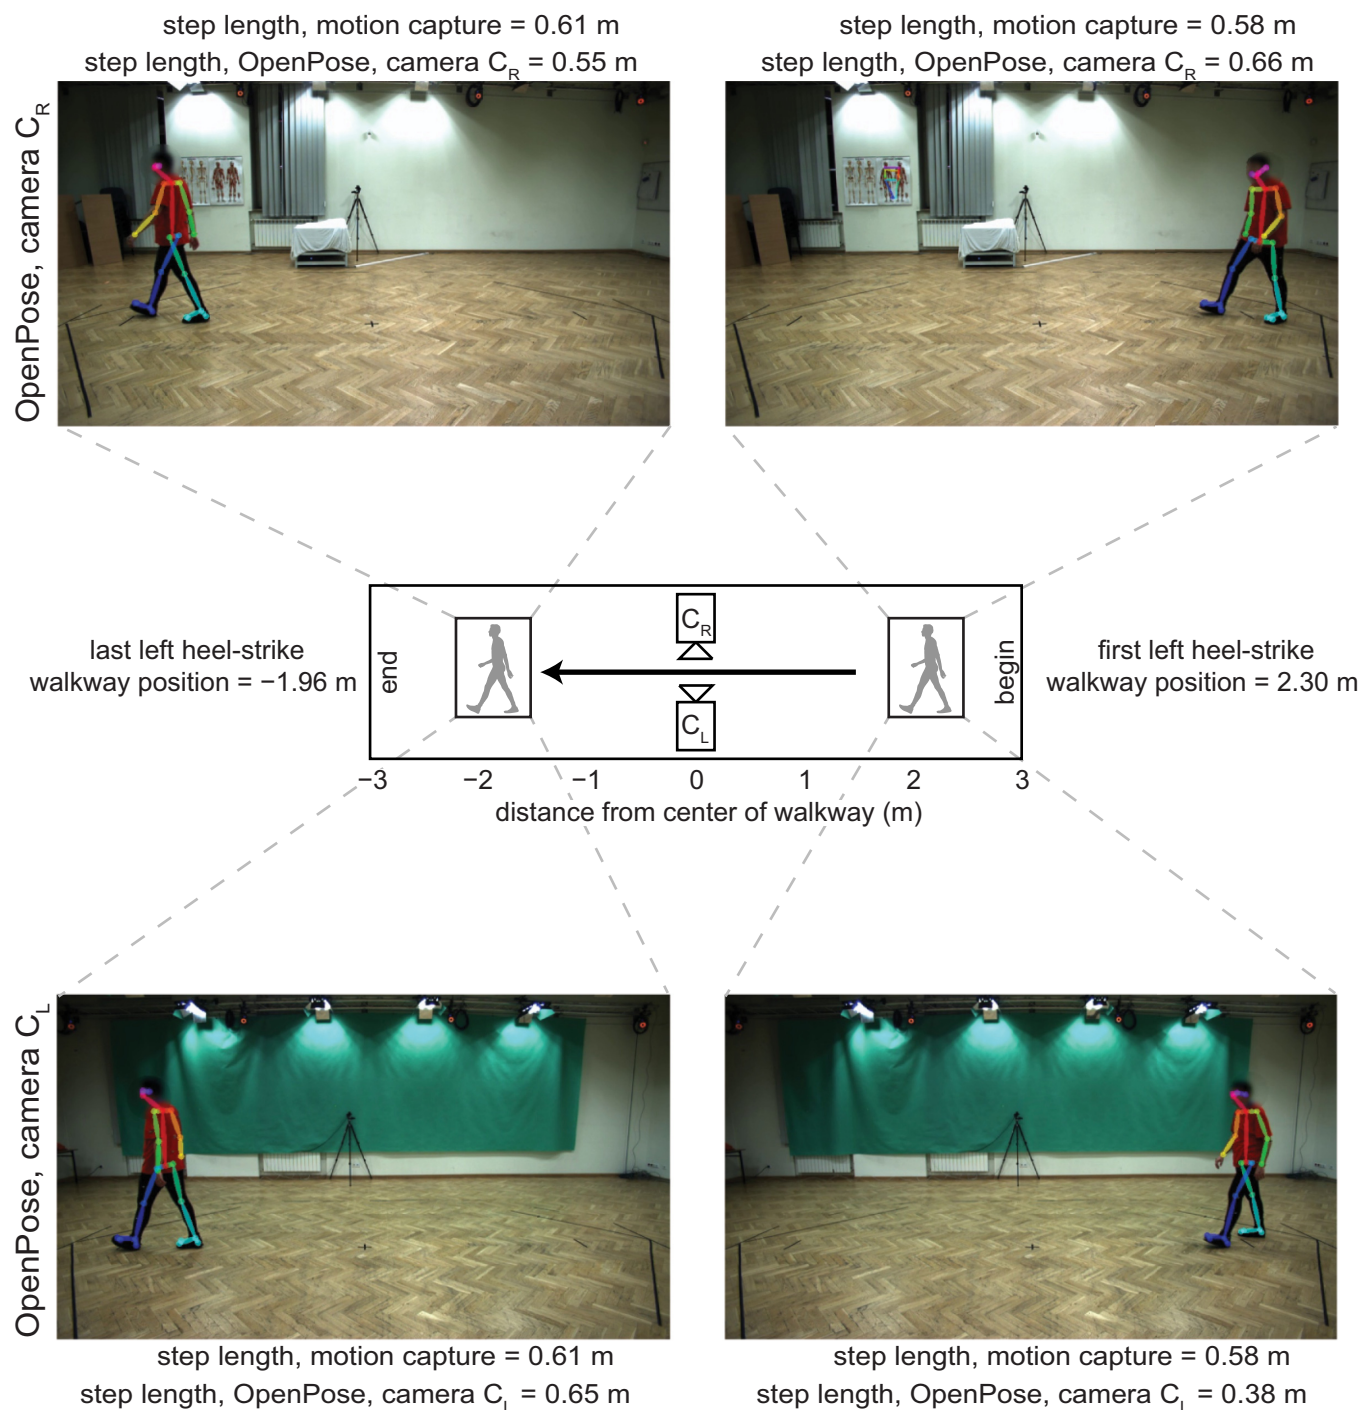 step length, motion capture = 0.61 m
step length, OpenPose, camera C_R = 0.55 m
step length, motion capture = 0.58 m
step length, OpenPose, camera C_R = 0.66 m
OpenPose, camera C_R
last left heel-strike
walkway position = −1.96 m
end
C_R
C_L
begin
first left heel-strike
walkway position = 2.30 m
−3 −2 −1 0 1 2 3
distance from center of walkway (m)
OpenPose, camera C_L
step length, motion capture = 0.61 m
step length, OpenPose, camera C_L = 0.65 m
step length, motion capture = 0.58 m
step length, OpenPose, camera C_L = 0.38 m